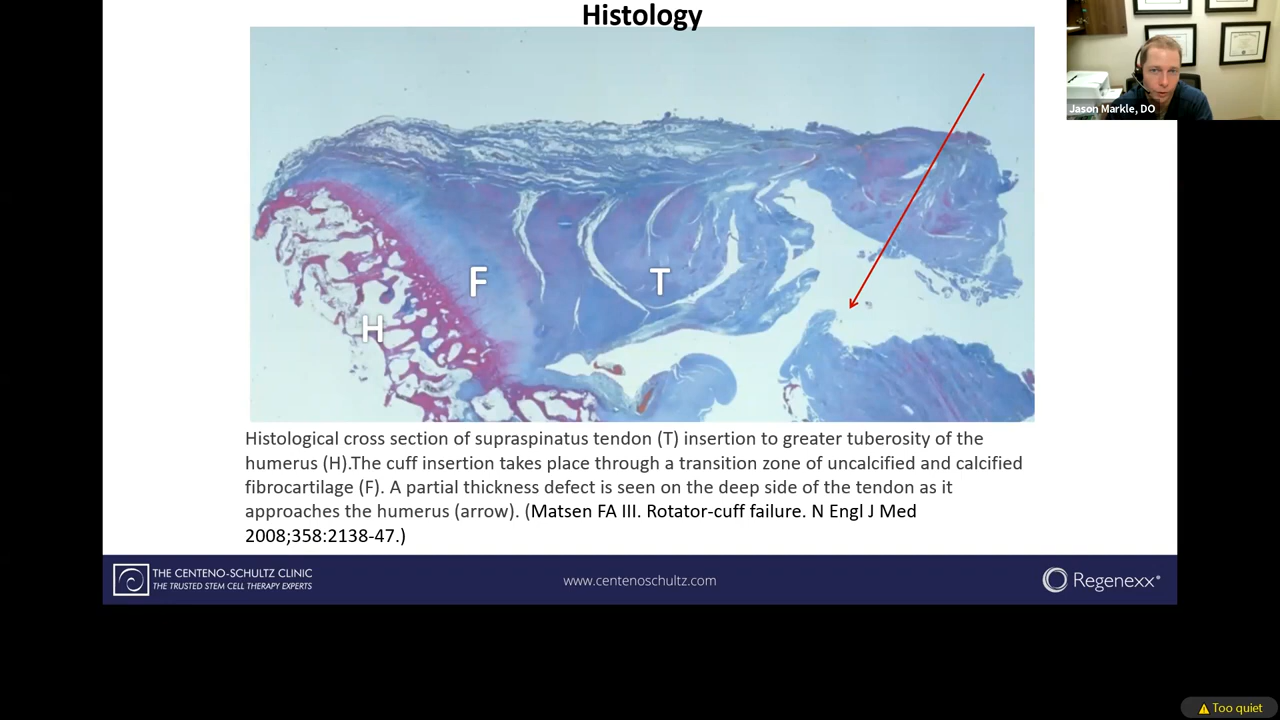 Histology
Jason Markle, DO
F
T
H
Histological cross section of supraspinatus tendon (T) insertion to greater tuberosity of the
humerus (H).The cuff insertion takes place through a transition zone of uncalcified and calcified
fibrocartilage (F). A partial thickness defect is seen on the deep side of the tendon as it
approaches the humerus (arrow). (Matsen FA III. Rotator-cuff failure. N Engl J Med
2008;358:2138-47.)
THE CENTENO-SCHULTZ CLINIC
THE TRUSTED STEM CELL THERAPY EXPERTS
www.centenoschultz.com
Regenexx®
Too quiet